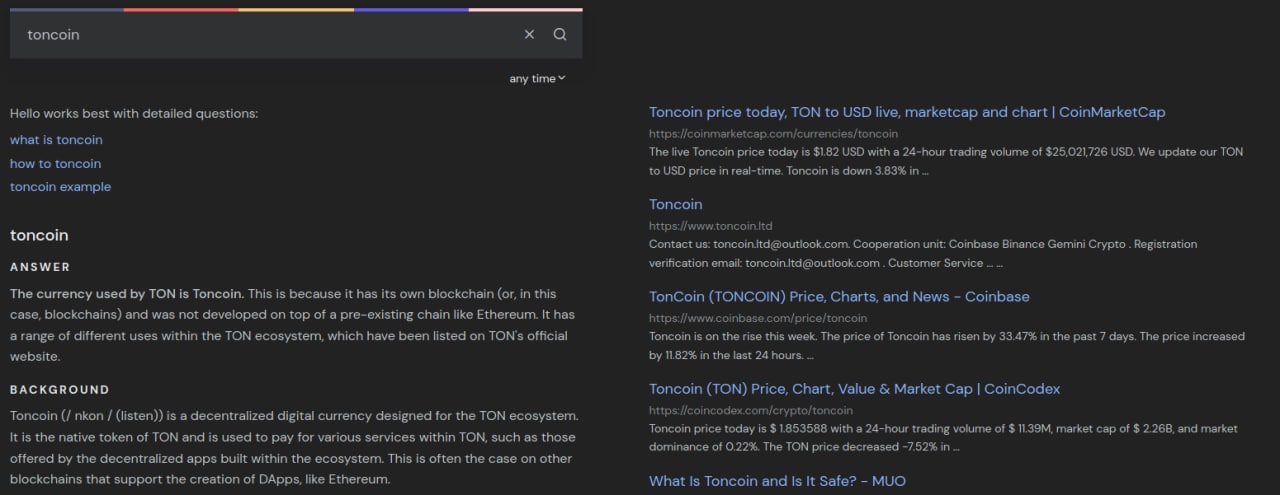 toncoin
any time
Hello works best with detailed questions:
what is toncoin
how to toncoin
toncoin example
toncoin
ANSWER
The currency used by TON is Toncoin. This is because it has its own blockchain (or, in this
case, blockchains) and was not developed on top of a pre-existing chain like Ethereum. It has
a range of different uses within the TON ecosystem, which have been listed on TON's official
website.
BACKGROUND
Toncoin (/ nkon / (listen)) is a decentralized digital currency designed for the TON ecosystem.
It is the native token of TON and is used to pay for various services within TON, such as those
offered by the decentralized apps built within the ecosystem. This is often the case on other
blockchains that support the creation of DApps, like Ethereum.
Toncoin price today, TON to USD live, marketcap and chart | CoinMarketCap
https://coinmarketcap.com/currencies/toncoin
The live Toncoin price today is $1.82 USD with a 24-hour trading volume of $25,021,726 USD. We update our TON
to USD price in real-time. Toncoin is down 3.83% in ...
Toncoin
https://www.toncoin.ltd
Contact us: toncoin.ltd@outlook.com. Cooperation unit: Coinbase Binance Gemini Crypto . Registration
verification email: toncoin.ltd@outlook.com . Customer Service ... ...
TonCoin (TONCOIN) Price, Charts, and News - Coinbase
https://www.coinbase.com/price/toncoin
Toncoin is on the rise this week. The price of Toncoin has risen by 33.47% in the past 7 days. The price increased
by 11.82% in the last 24 hours. ...
Toncoin (TON) Price, Chart, Value & Market Cap | CoinCodex
https://coincodex.com/crypto/toncoin
Toncoin price today is $ 1.853588 with a 24-hour trading volume of $ 11.39M, market cap of $ 2.26B, and market
dominance of 0.22%. The TON price decreased -7.52% in ...
What Is Toncoin and Is It Safe? - MUO